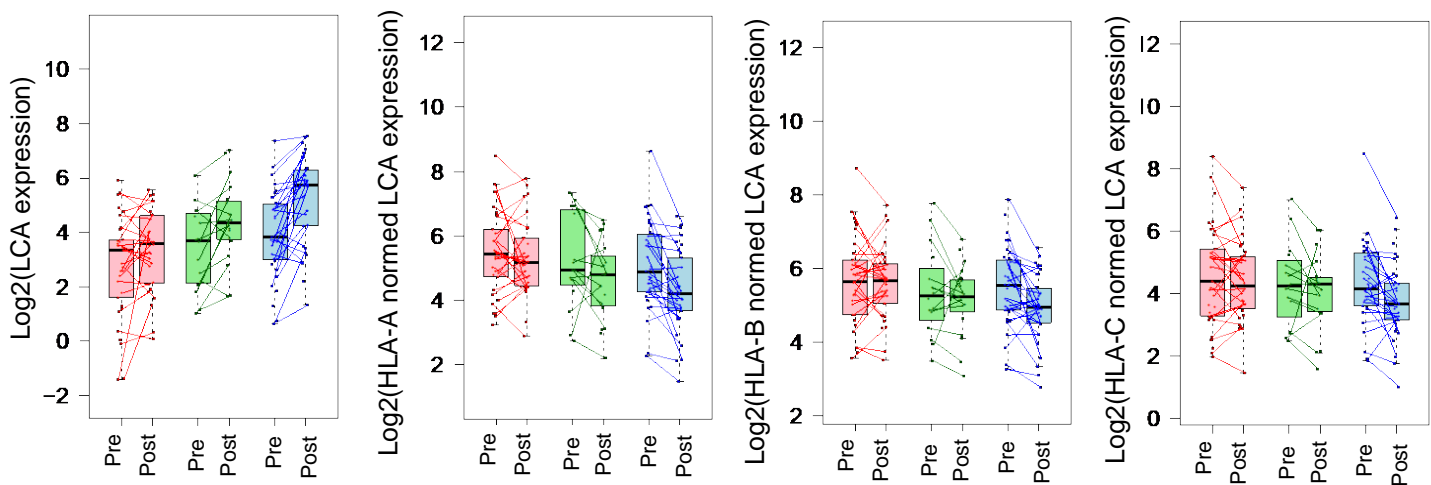 Log2(LCA expression)
10
8
6
4
2
0
−2
Pre
Post
Pre
Post
Pre
Post
Log2(HLA-A normed LCA expression)
12
10
8
6
4
2
Pre
Post
Pre
Post
Pre
Post
Log2(HLA-B normed LCA expression)
12
10
8
6
4
2
Pre
Post
Pre
Post
Pre
Post
Log2(HLA-C normed LCA expression)
12
10
8
6
4
2
0
Pre
Post
Pre
Post
Pre
Post